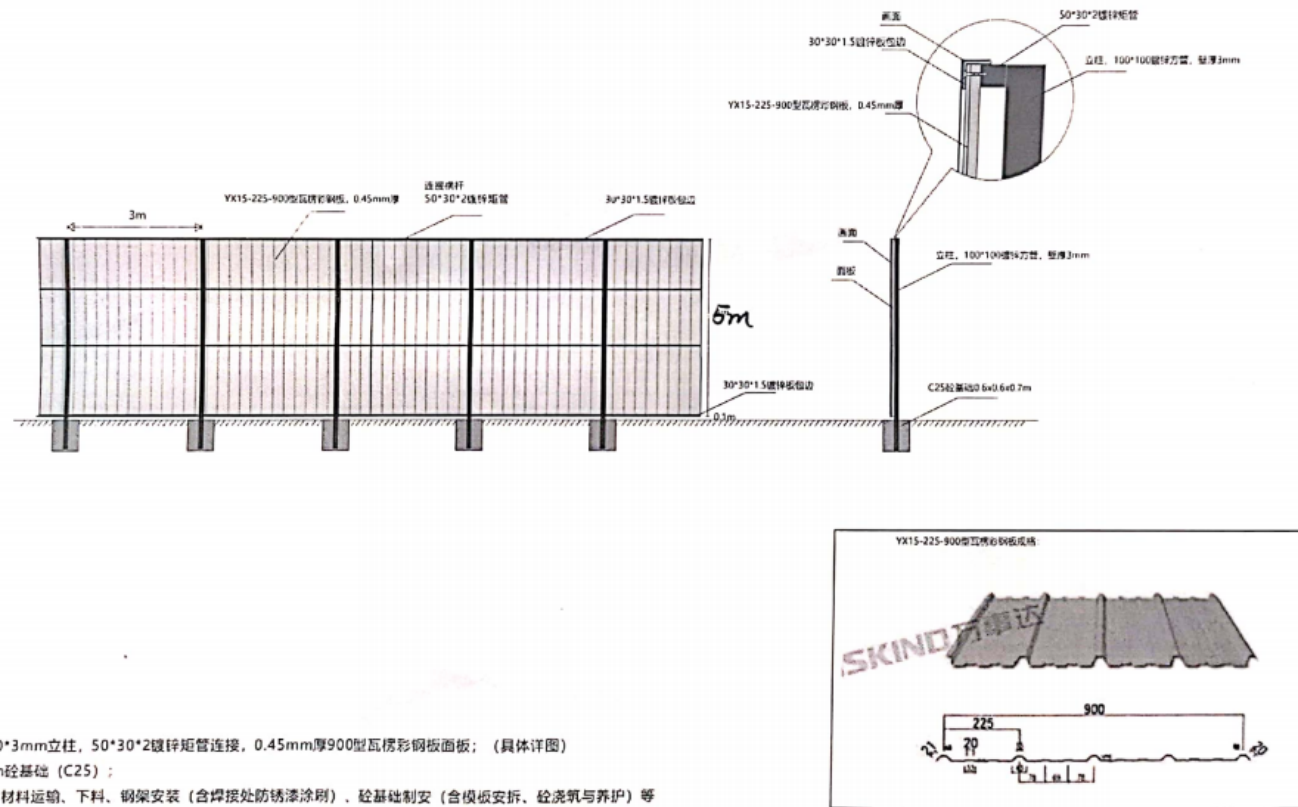 画面
50*30*2镀锌矩管
30*30*1.5镀锌板包边
立柱，100*100镀锌方管，壁厚3mm
YX15-225-900型瓦楞彩钢板，0.45mm厚
连接横杆
YX15-225-900型瓦楞彩钢板，0.45mm厚
50*30*2镀锌矩管
30*30*1.5镀锌板包边
3m
画面
立柱，100*100镀锌方管，壁厚3mm
面板
5m
30*30*1.5镀锌板包边
C25砼基础0.6x0.6x0.7m
YX15-225-900型瓦楞彩钢板规格:
SKIND万事达
900
225
20
0*3mm立柱，50*30*2镀锌矩管连接，0.45mm厚900型瓦楞彩钢板面板；（具体详图）
砼基础（C25）；
材料运输、下料、钢架安装（含焊接处防锈漆涂刷）、砼基础制安（含模板安拆、砼浇筑与养护）等